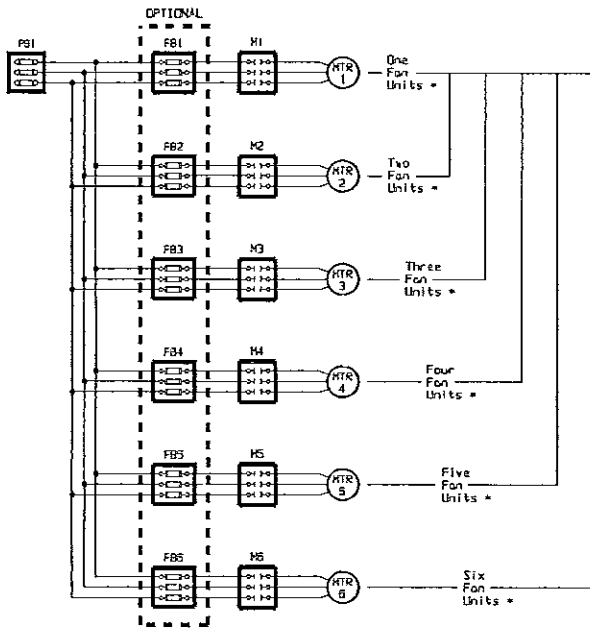 OPTIONAL
PB1
FB1
M1
MTR
1
One
Fan
Units *
FB2
M2
MTR
2
Two
Fan
Units *
FB3
M3
MTR
3
Three
Fan
Units *
FB4
M4
MTR
4
Four
Fan
Units *
FB5
M5
MTR
5
Five
Fan
Units *
FB6
M6
MTR
6
Six
Fan
Units *